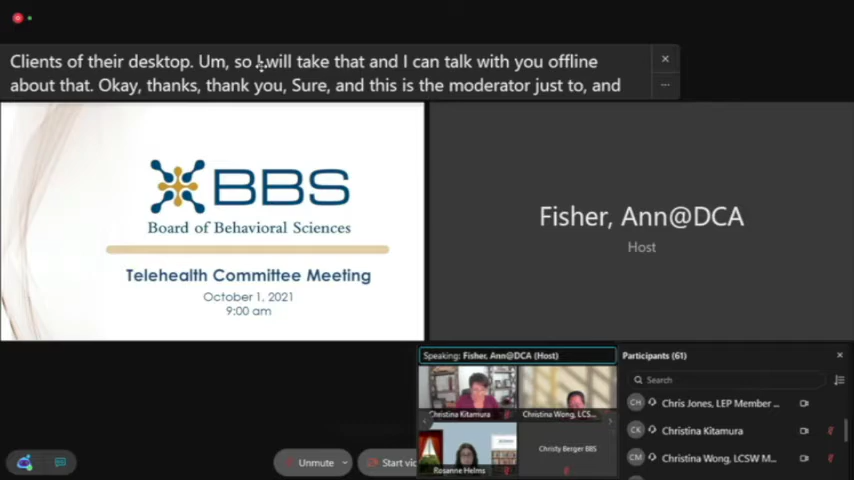 Clients of their desktop. Um, so I will take that and I can talk with you offline
about that. Okay, thanks, thank you, Sure, and this is the moderator just to, and
BBS
Board of Behavioral Sciences
Telehealth Committee Meeting
October 1, 2021
9:00 am
Fisher, Ann@DCA
Host
Speaking: Fisher, Ann@DCA (Host)
Christina Kitamura
Christina Wong, LCS...
Rosanne Helms
Christy Berger BBS
Participants (61)
Search
CH Chris Jones, LEP Member ...
CK Christina Kitamura
CM Christina Wong, LCSW M...
Unmute
Start vic